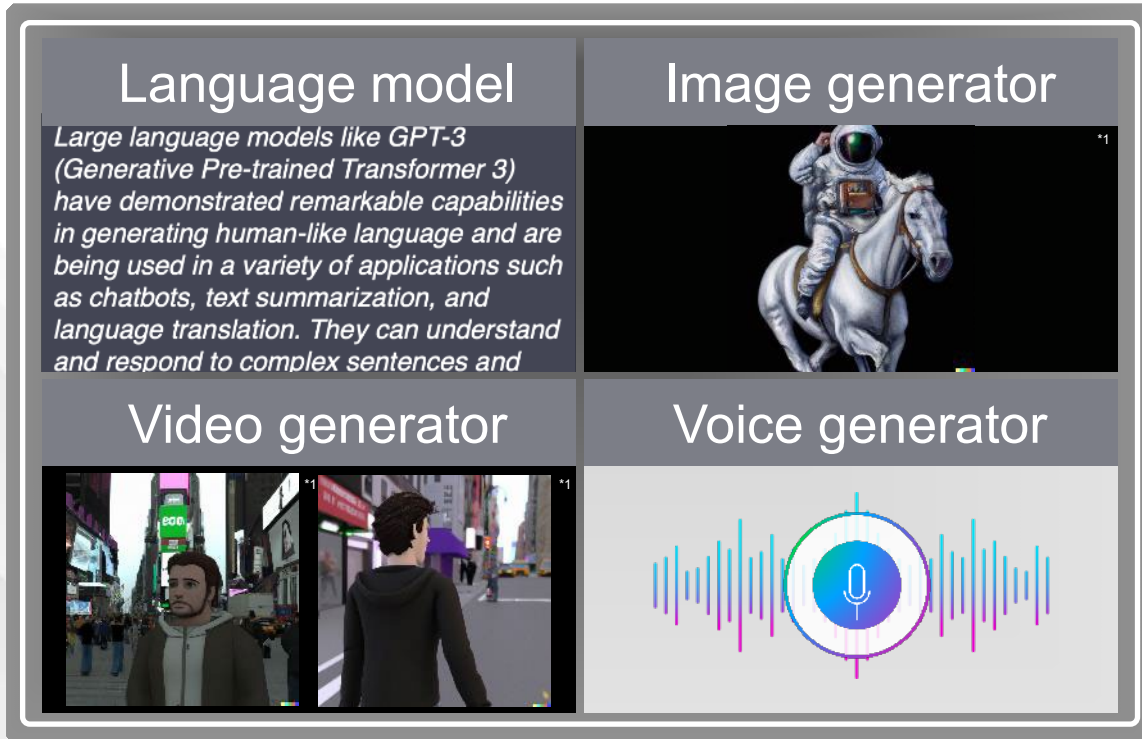 Language model
Large language models like GPT-3
(Generative Pre-trained Transformer 3)
have demonstrated remarkable capabilities
in generating human-like language and are
being used in a variety of applications such
as chatbots, text summarization, and
language translation. They can understand
and respond to complex sentences and
Image generator
*1
Video generator
*1
*1
Voice generator